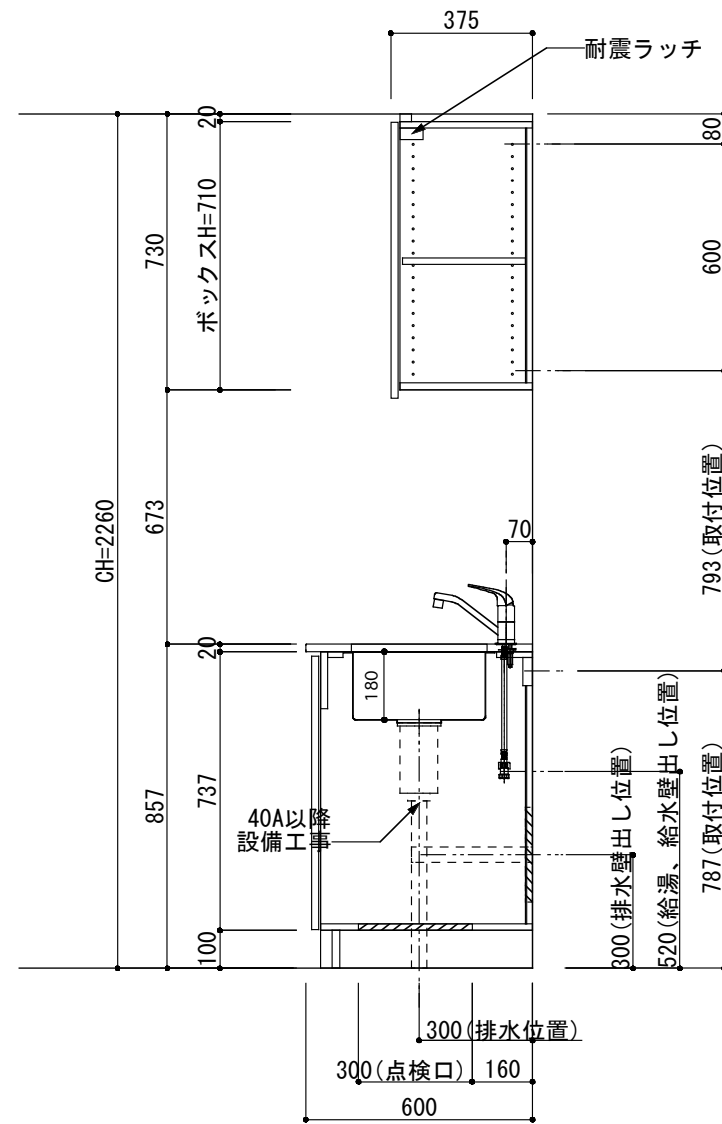 375
耐震ラッチ
20
80
ボックスH=710
730
600
CH=2260
673
793(取付位置)
70
20
180
857
737
40A以降
設備工事
300(排水壁出し位置)
520(給湯、給水壁出し位置)
787(取付位置)
100
300(排水位置)
300(点検口)
160
600